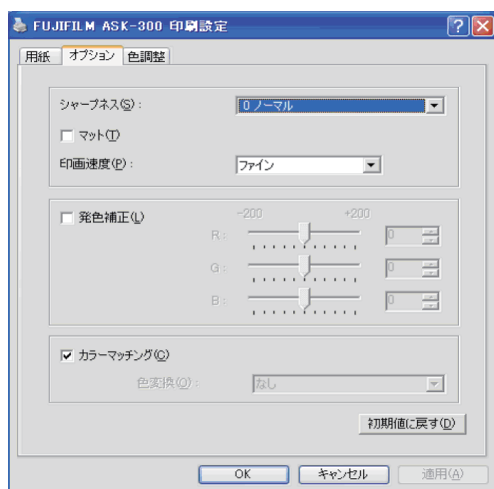 FUJIFILM ASK-300 印刷設定
用紙 オプション 色調整
シャープネス(S): 0 ノーマル
マット(T)
印画速度(P): ファイン
発色補正(L) -200 +200
R: 0
G: 0
B: 0
カラーマッチング(C)
色変換(O): なし
初期値に戻す(D)
OK キャンセル 適用(A)